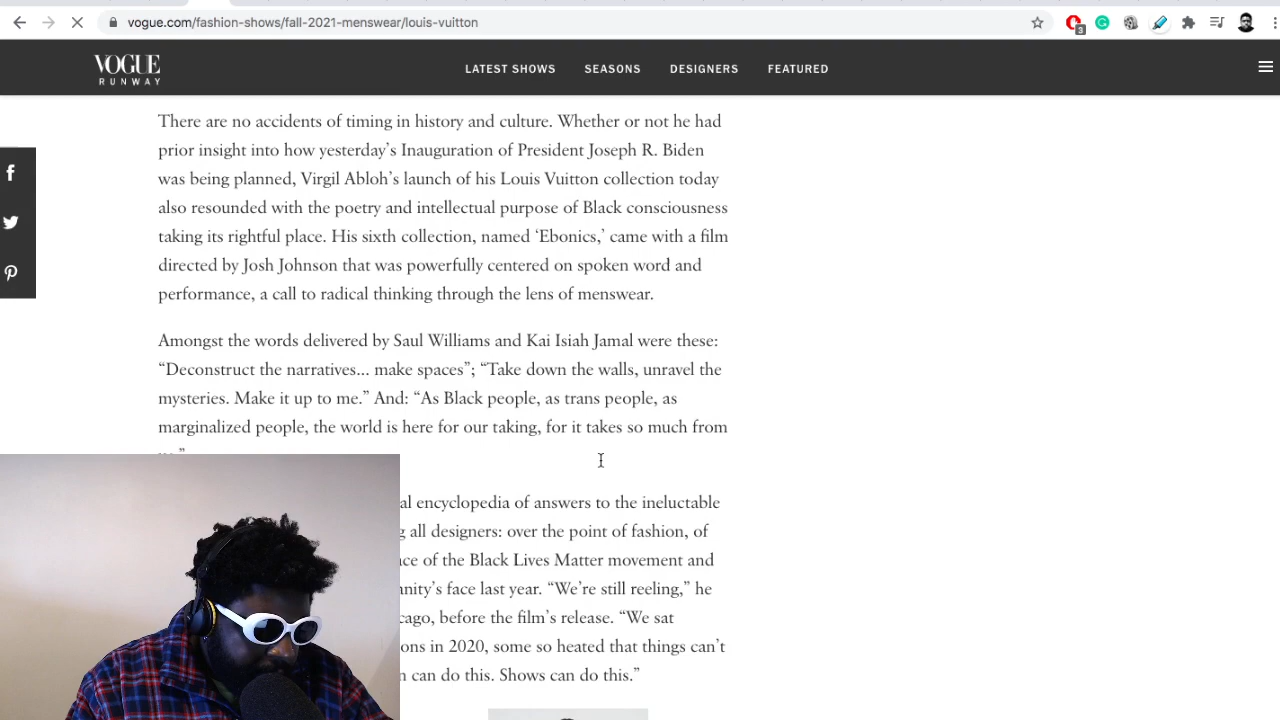 vogue.com/fashion-shows/fall-2021-menswear/louis-vuitton
3
VOGUE
RUNWAY
LATEST SHOWS
SEASONS
DESIGNERS
FEATURED
There are no accidents of timing in history and culture. Whether or not he had
prior insight into how yesterday’s Inauguration of President Joseph R. Biden
was being planned, Virgil Abloh’s launch of his Louis Vuitton collection today
also resounded with the poetry and intellectual purpose of Black consciousness
taking its rightful place. His sixth collection, named ‘Ebonics,’ came with a film
directed by Josh Johnson that was powerfully centered on spoken word and
performance, a call to radical thinking through the lens of menswear.
Amongst the words delivered by Saul Williams and Kai Isiah Jamal were these:
“Deconstruct the narratives... make spaces”; “Take down the walls, unravel the
mysteries. Make it up to me.” And: “As Black people, as trans people, as
marginalized people, the world is here for our taking, for it takes so much from
encyclopedia of answers to the ineluctable
all designers: over the point of fashion, of
of the Black Lives Matter movement and
face last year. “We’re still reeling,” he
before the film’s release. “We sat
in 2020, some so heated that things can’t
can do this. Shows can do this.”